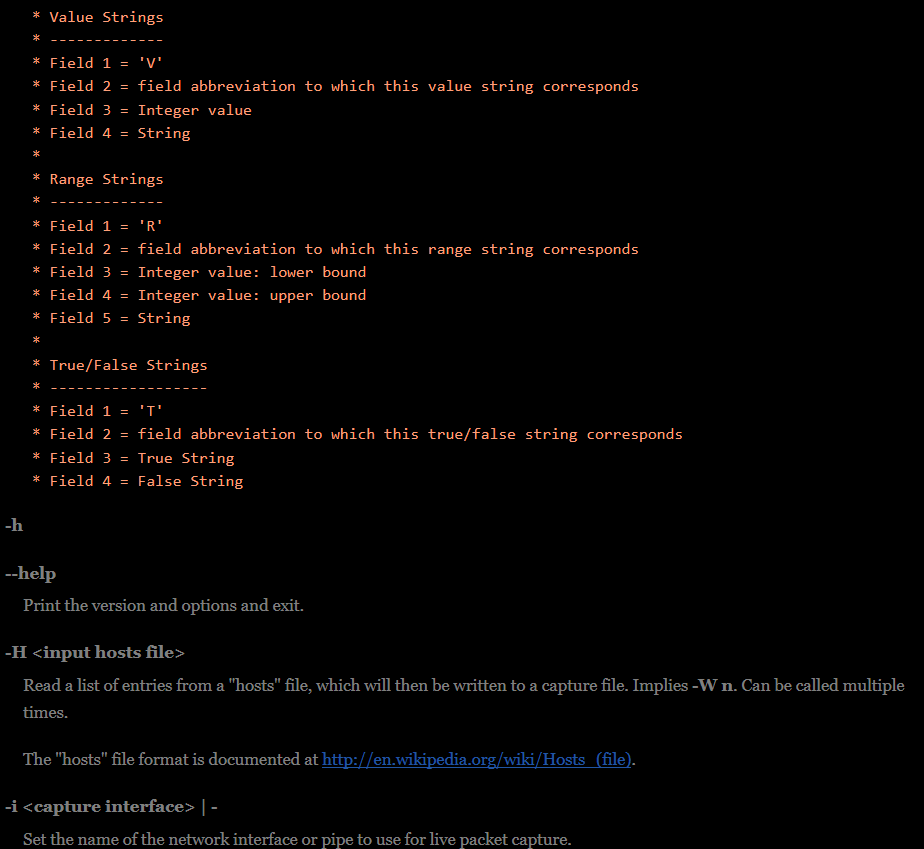 * Value Strings
* -------------
* Field 1 = 'V'
* Field 2 = field abbreviation to which this value string corresponds
* Field 3 = Integer value
* Field 4 = String
*
* Range Strings
* -------------
* Field 1 = 'R'
* Field 2 = field abbreviation to which this range string corresponds
* Field 3 = Integer value: lower bound
* Field 4 = Integer value: upper bound
* Field 5 = String
*
* True/False Strings
* ------------------
* Field 1 = 'T'
* Field 2 = field abbreviation to which this true/false string corresponds
* Field 3 = True String
* Field 4 = False String
-h
--help
Print the version and options and exit.
-H <input hosts file>
Read a list of entries from a "hosts" file, which will then be written to a capture file. Implies -W n. Can be called multiple
times.
The "hosts" file format is documented at http://en.wikipedia.org/wiki/Hosts_(file).
-i <capture interface> | -
Set the name of the network interface or pipe to use for live packet capture.